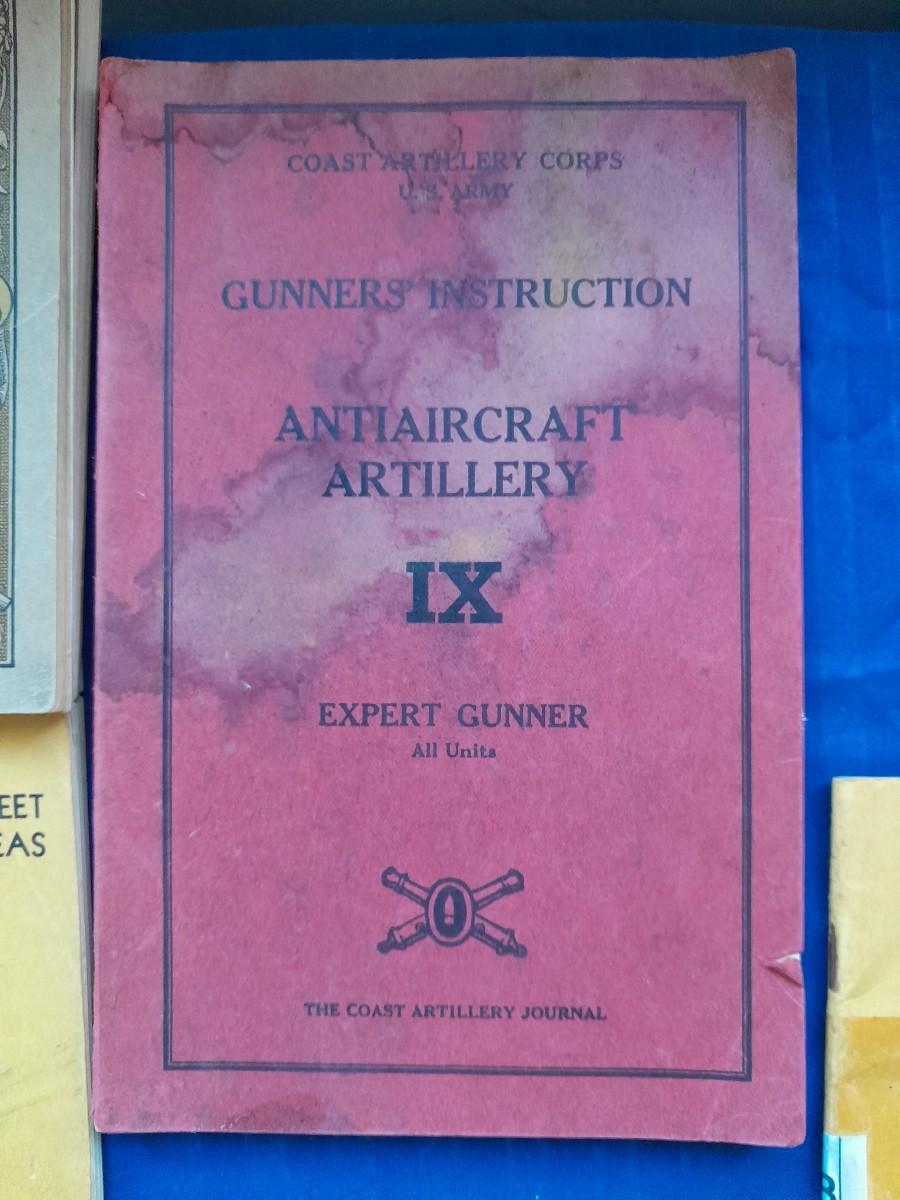 COAST ARTILLERY CORPS
U. S. ARMY
GUNNERS' INSTRUCTION
ANTIAIRCRAFT
ARTILLERY
IX
EXPERT GUNNER
All Units
THE COAST ARTILLERY JOURNAL
EET
EAS